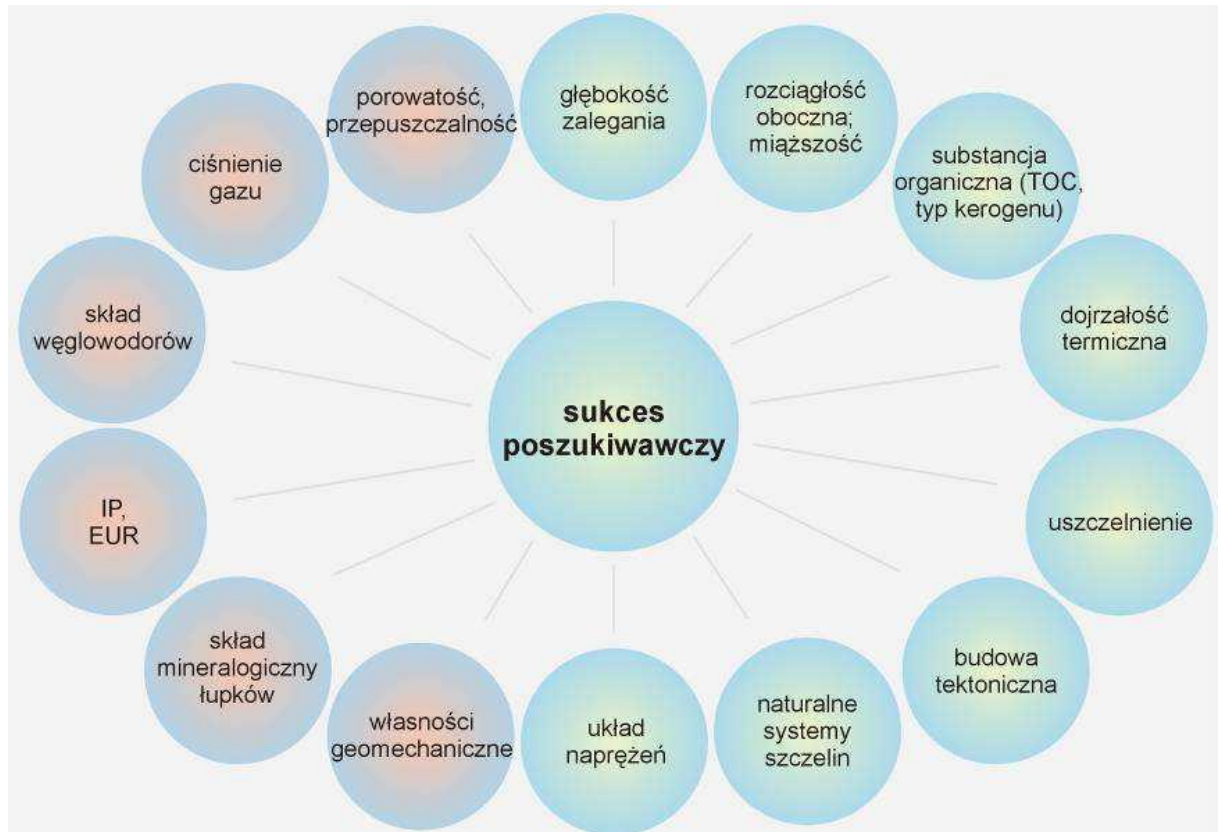 porowatość,
przepuszczalność
głębokość
zalegania
rozciągłość
oboczna;
miąższość
substancja
organiczna (TOC,
typ kerogenu)
dojrzałość
termiczna
uszczelnienie
budowa
tektoniczna
naturalne
systemy
szczelin
układ
naprężeń
własności
geomechaniczne
skład
mineralogiczny
łupków
IP,
EUR
skład
węglowodorów
ciśnienie
gazu
sukces
poszukiwawczy